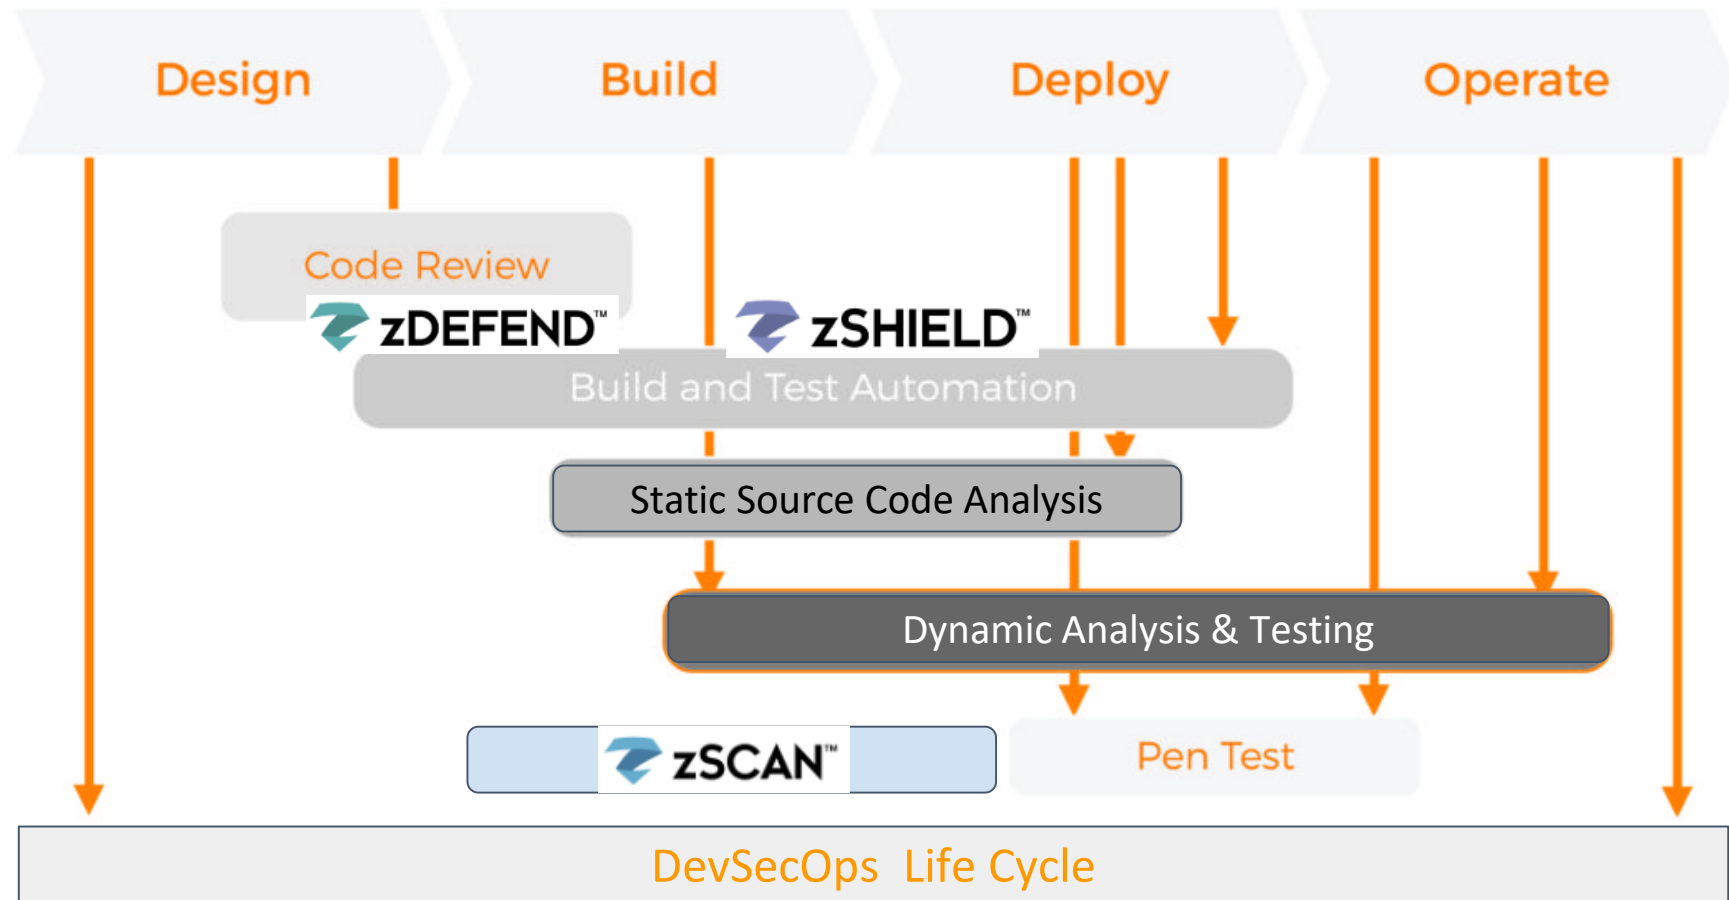 Design
Build
Deploy
Operate
Code Review
zDEFEND™
zSHIELD™
Build and Test Automation
Static Source Code Analysis
Dynamic Analysis & Testing
zSCAN™
Pen Test
DevSecOps Life Cycle